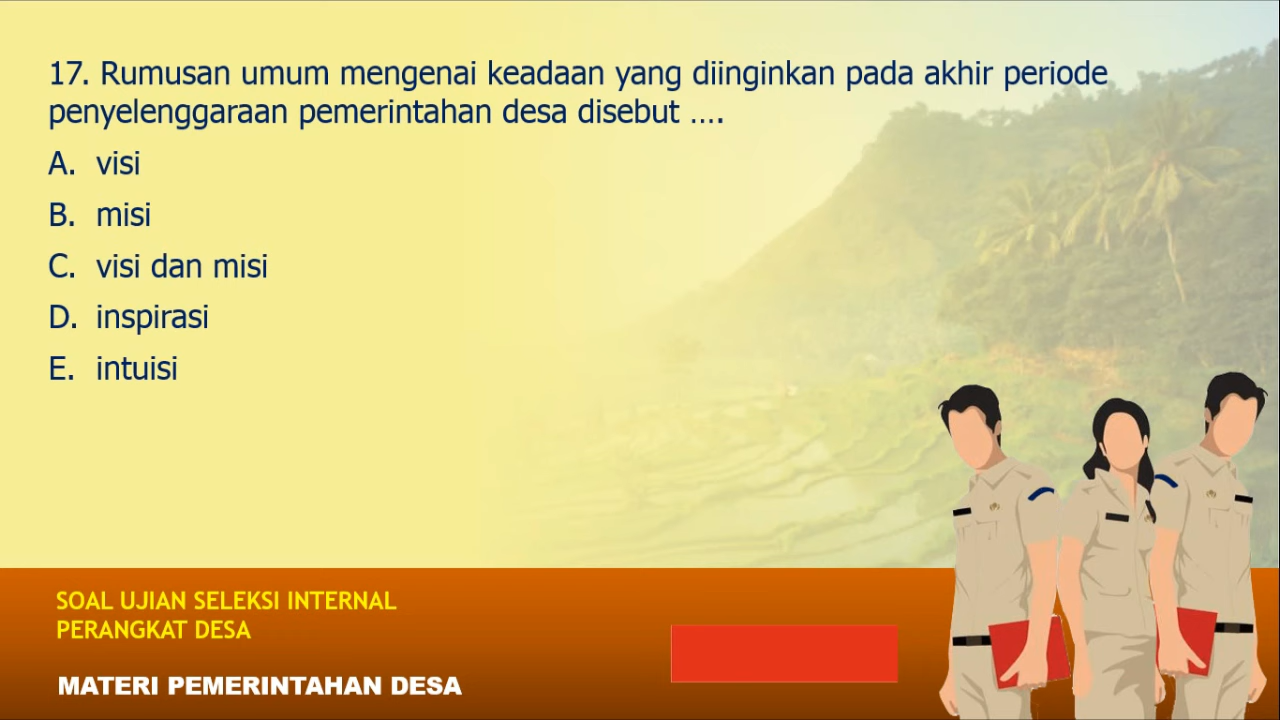 17. Rumusan umum mengenai keadaan yang diinginkan pada akhir periode
penyelenggaraan pemerintahan desa disebut ....
A. visi
B. misi
C. visi dan misi
D. inspirasi
E. intuisi
SOAL UJIAN SELEKSI INTERNAL
PERANGKAT DESA
MATERI PEMERINTAHAN DESA